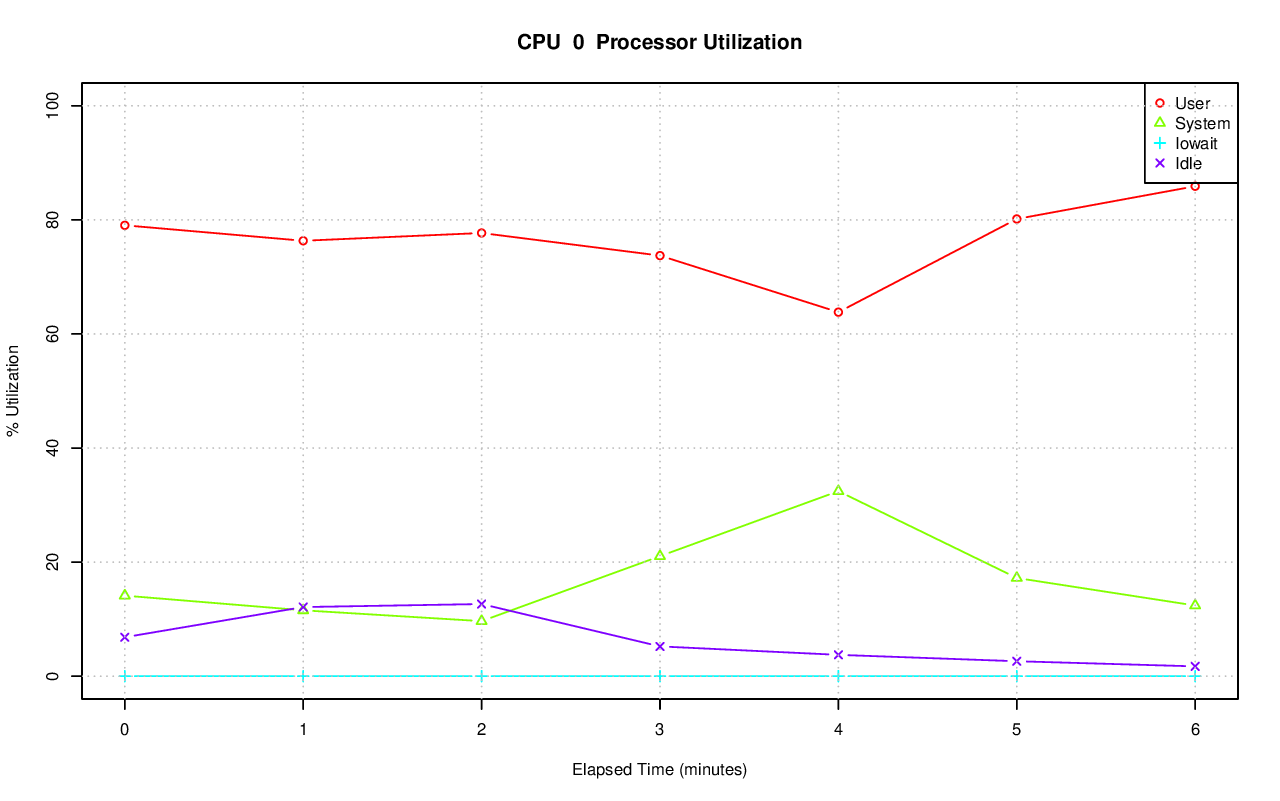 CPU  0  Processor Utilization
User
System
Iowait
Idle
% Utilization
100
80
60
40
20
0
0 1 2 3 4 5 6
Elapsed Time (minutes)